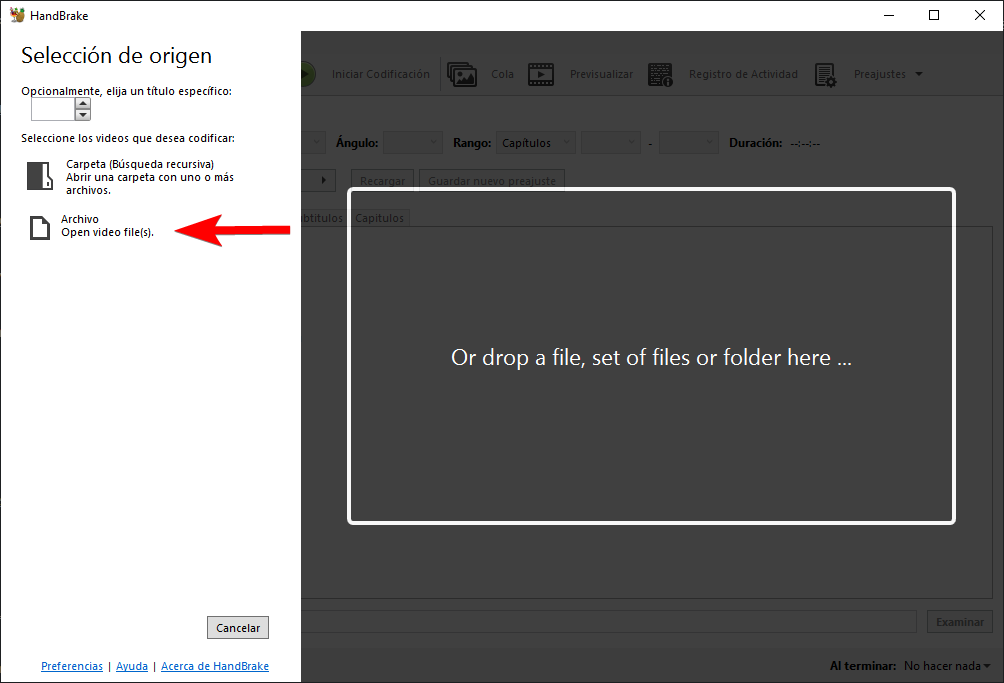 HandBrake
Selección de origen
Opcionalmente, elija un título específico:
Seleccione los videos que desea codificar:
Carpeta (Búsqueda recursiva)
Abrir una carpeta con uno o más
archivos.
Archivo
Open video file(s).
Cancelar
Preferencias | Ayuda | Acerca de HandBrake
Iniciar Codificación Cola Previsualizar Registro de Actividad Preajustes
Ángulo: Rango: Capítulos - Duración: --:--:--
Recargar Guardar nuevo preajuste
Capítulos
Or drop a file, set of files or folder here ...
Examinar
Al terminar: No hacer nada